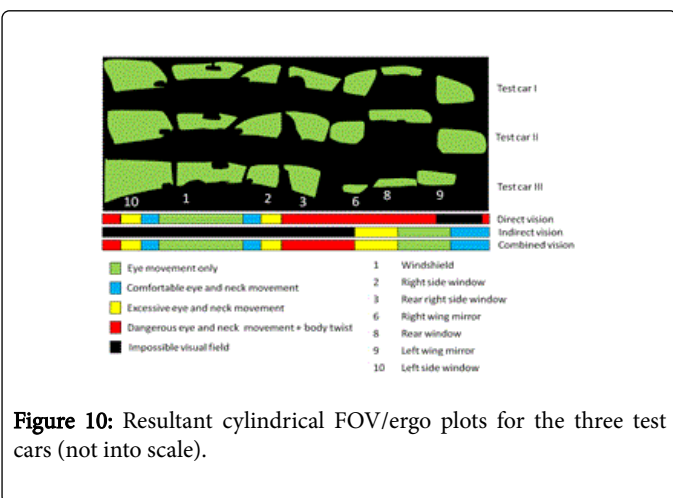 Test car I
Test car II
Test car III
10 1 2 3 6 8 9
Direct vision
Indirect vision
Combined vision
Eye movement only
Comfortable eye and neck movement
Excessive eye and neck movement
Dangerous eye and neck movement + body twist
Impossible visual field
1 Windshield
2 Right side window
3 Rear right side window
6 Right wing mirror
8 Rear window
9 Left wing mirror
10 Left side window
Figure 10: Resultant cylindrical FOV/ergo plots for the three test
cars (not into scale).